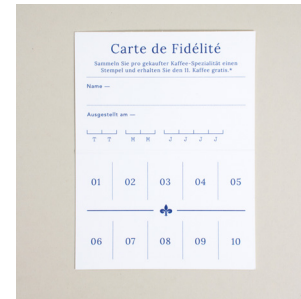 Carte de Fidélité
Sammeln Sie pro gekaufter Kaffee-Spezialität einen
Stempel und erhalten Sie den 11. Kaffee gratis.*
Name —
Ausgestellt am —
T T M M J J J J
01 02 03 04 05
06 07 08 09 10